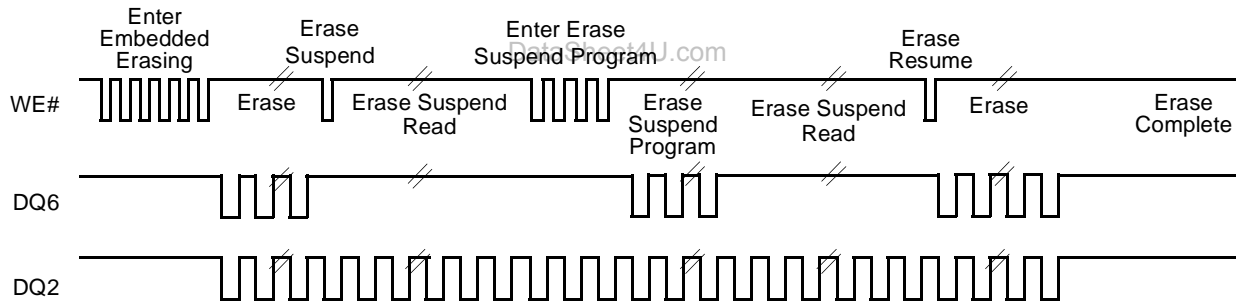 Enter
Embedded
Erasing
Erase
Suspend
Enter Erase
Suspend Program
DataSheet4U.com
Erase
Resume
WE#
Erase
Erase Suspend
Read
Erase
Suspend
Program
Erase Suspend
Read
Erase
Erase
Complete
DQ6
DQ2